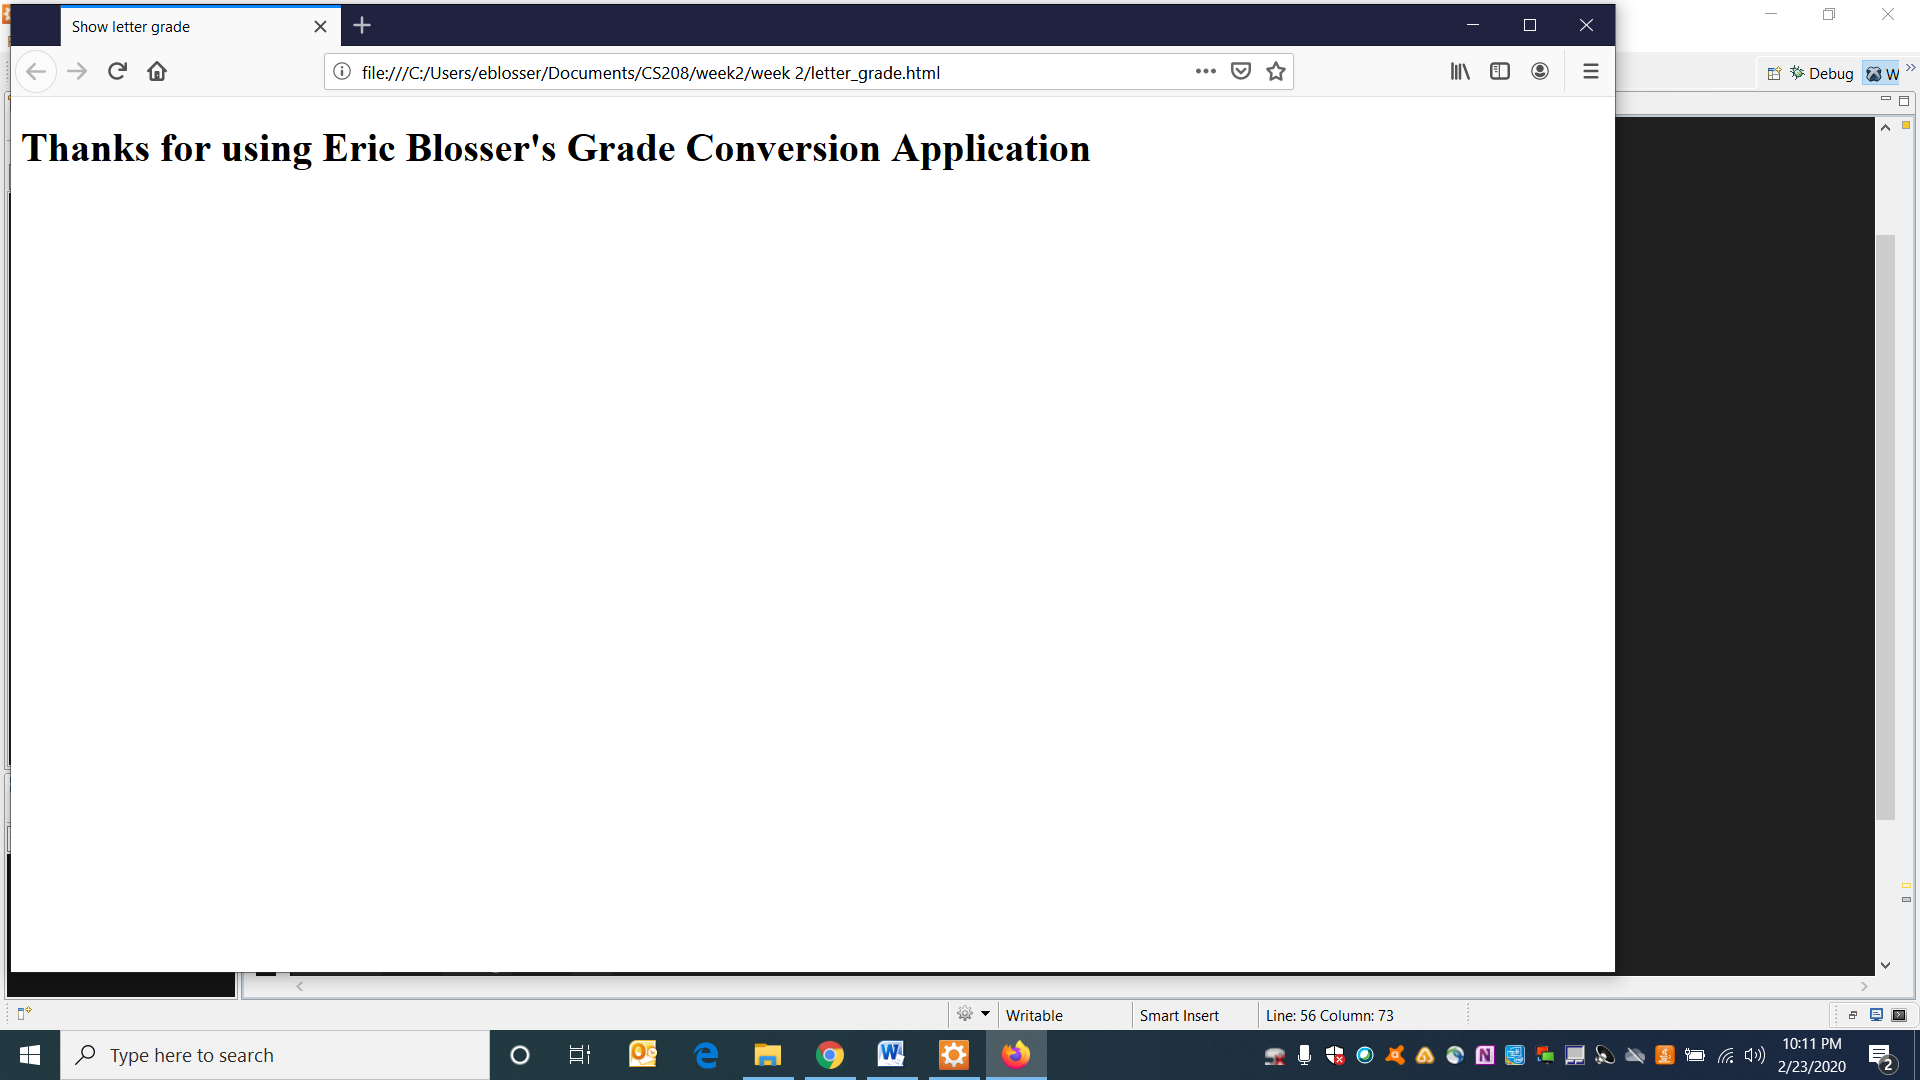 Show letter grade
file:///C:/Users/eblosser/Documents/CS208/week2/week 2/letter_grade.html
Debug
W
Thanks for using Eric Blosser's Grade Conversion Application
Writable
Smart Insert
Line: 56 Column: 73
Type here to search
10:11 PM
2/23/2020
2